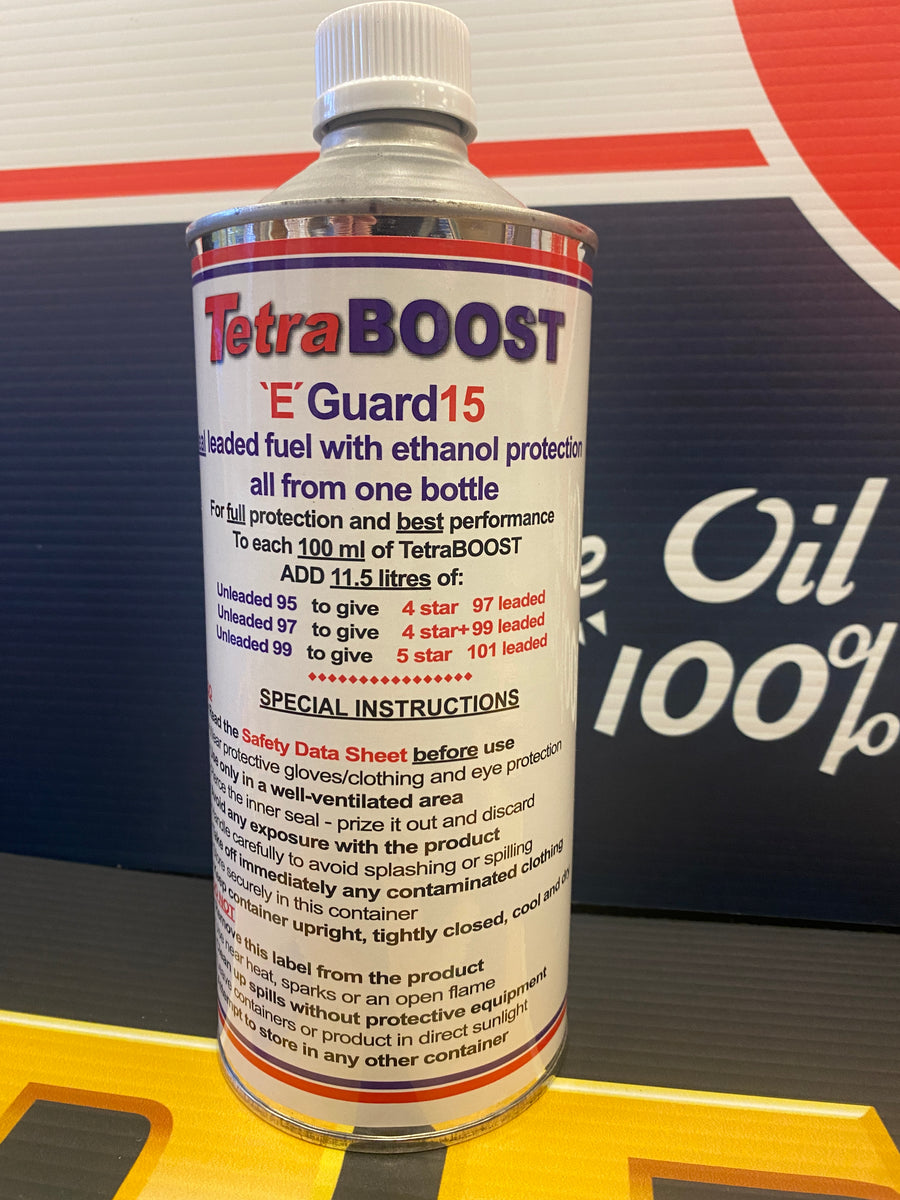 TetraBOOST
`E´ Guard15
leaded fuel with ethanol protection
all from one bottle
For full protection and best performance
To each 100 ml of TetraBOOST
ADD 11.5 litres of:
Unleaded 95 to give 4 star 97 leaded
Unleaded 97 to give 4 star+ 99 leaded
Unleaded 99 to give 5 star 101 leaded
SPECIAL INSTRUCTIONS
the Safety Data Sheet before use
protective gloves/clothing and eye protection
only in a well-ventilated area
the inner seal - prize it out and discard
any exposure with the product
carefully to avoid splashing or spilling
off immediately any contaminated clothing
securely in this container
container upright, tightly closed, cool and dry
NOT
this label from the product
near heat, sparks or an open flame
up spills without protective equipment
containers or product in direct sunlight
to store in any other container
e Oil
100%